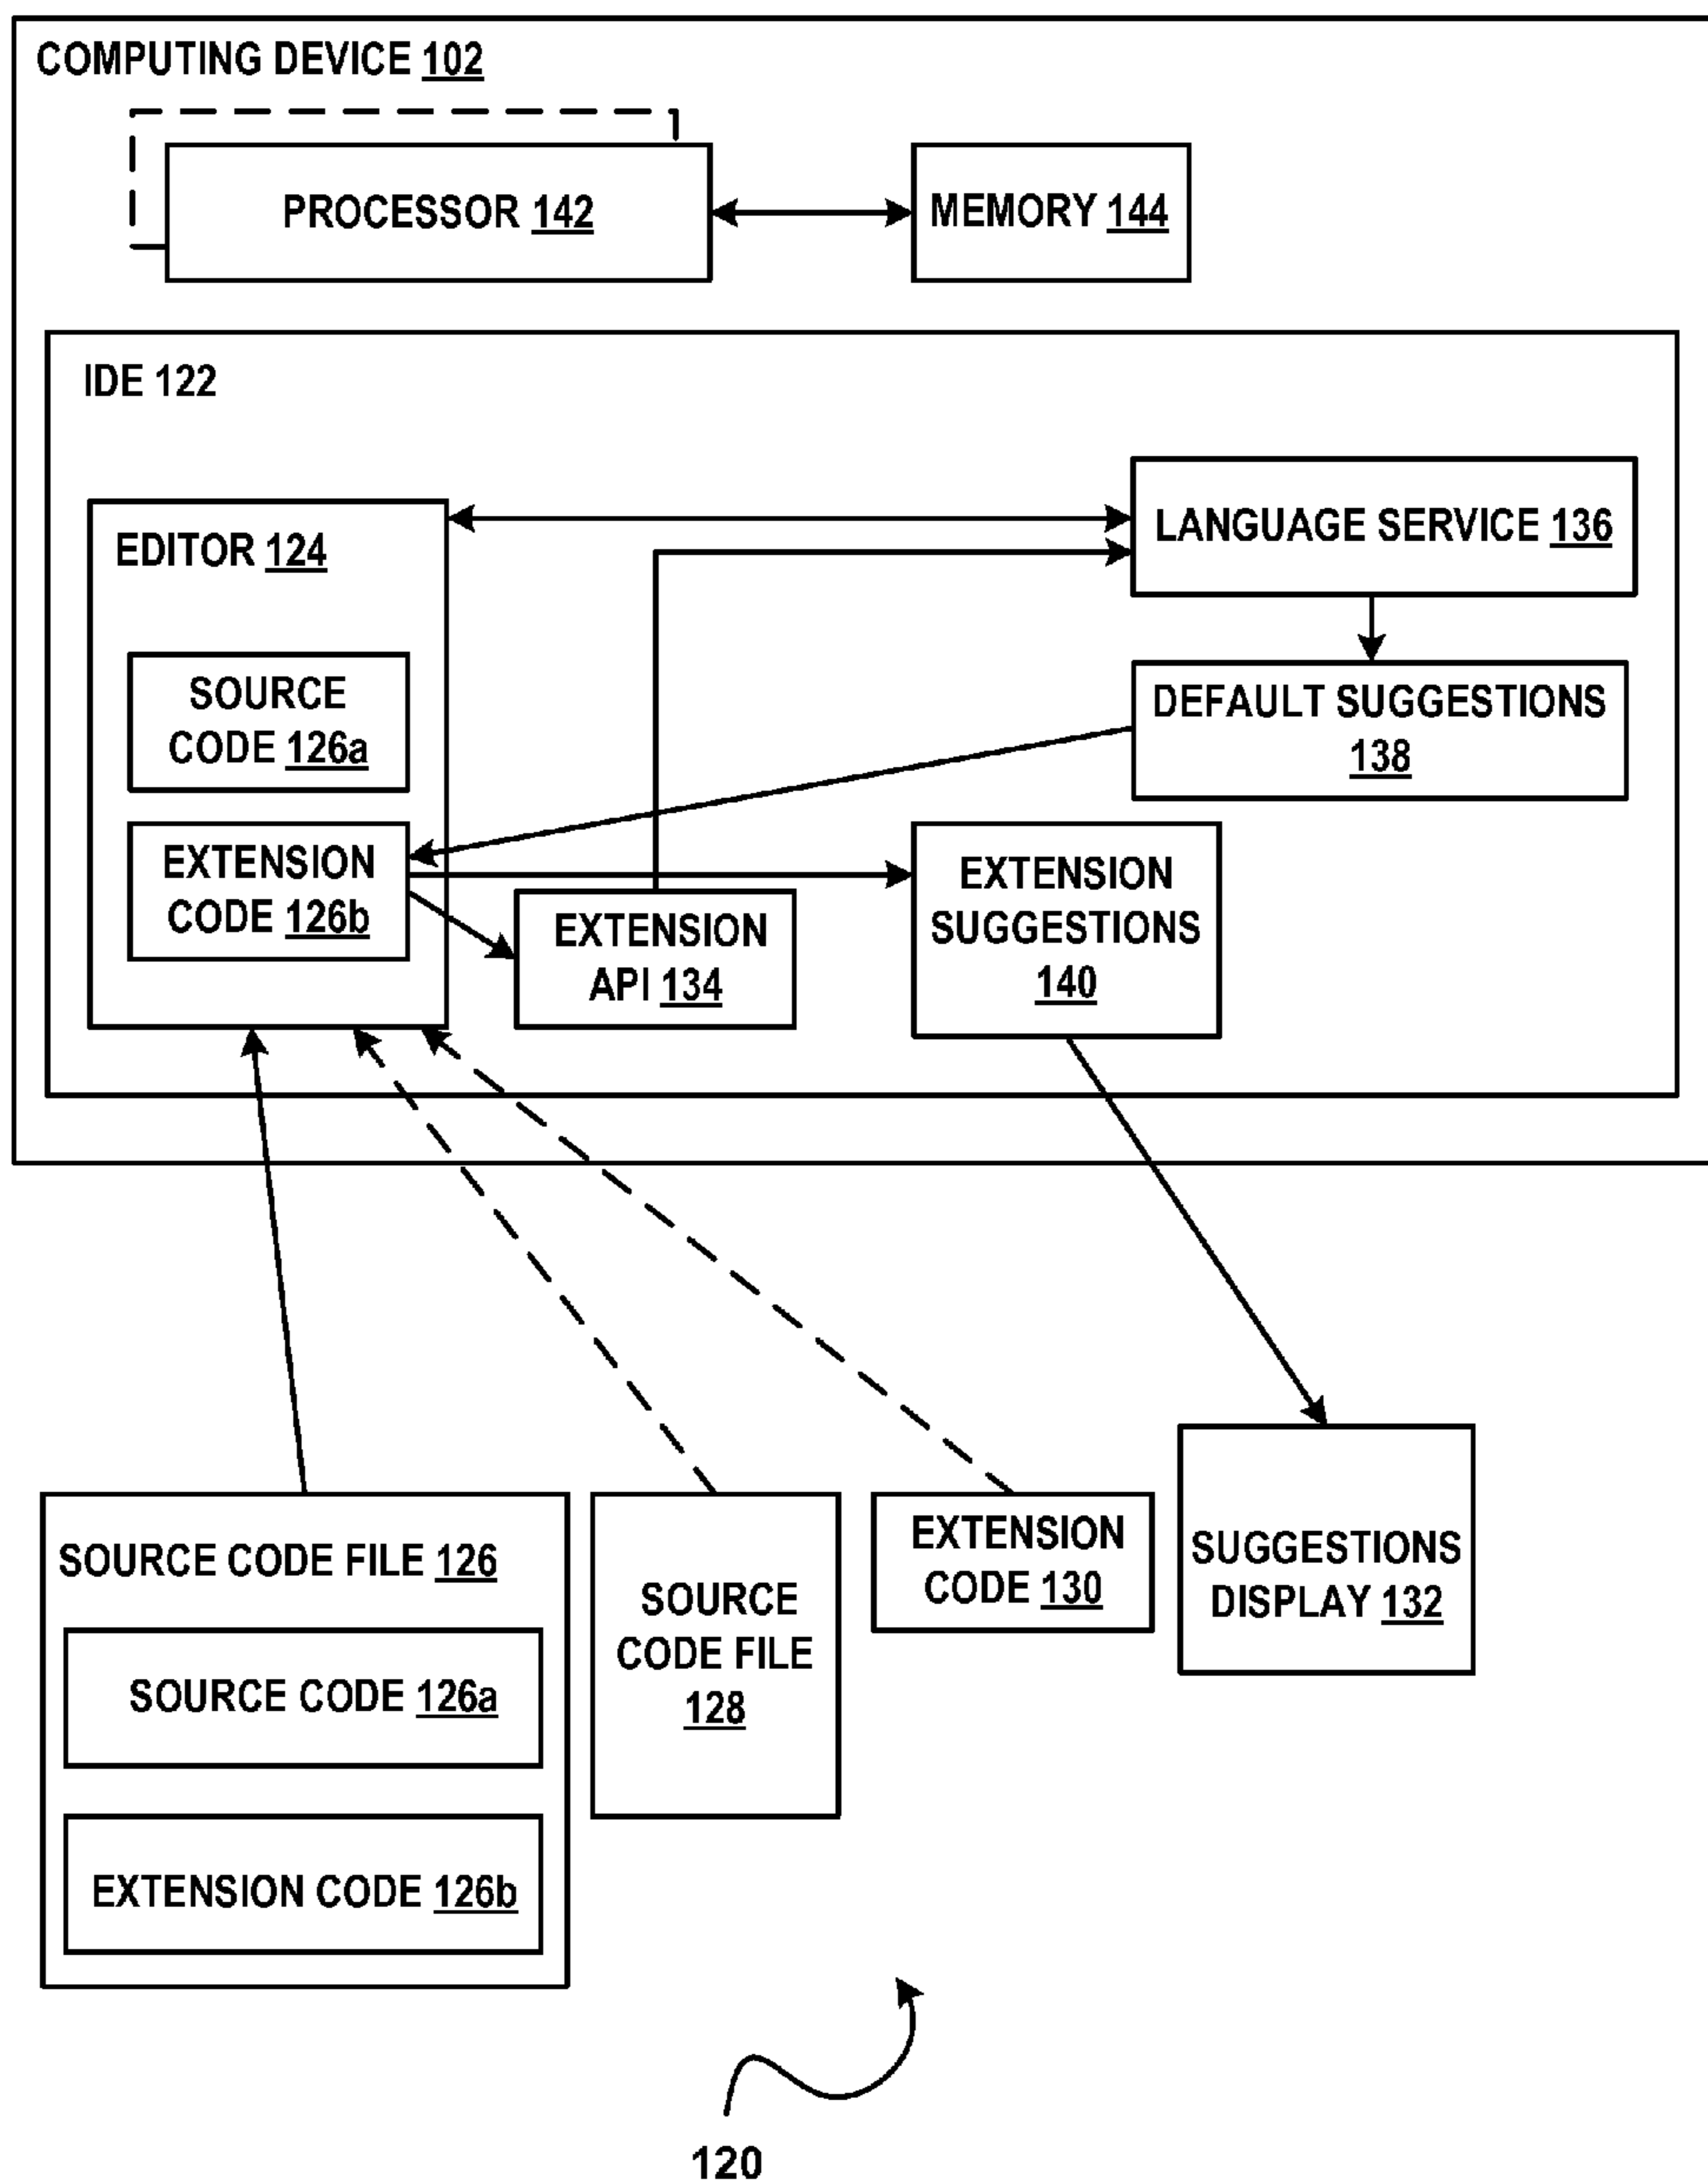 COMPUTING DEVICE 102
PROCESSOR 142
MEMORY 144
IDE 122
EDITOR 124
LANGUAGE SERVICE 136
SOURCE
CODE 126a
DEFAULT SUGGESTIONS
138
EXTENSION
CODE 126b
EXTENSION
API 134
EXTENSION
SUGGESTIONS
140
SOURCE CODE FILE 126
SOURCE CODE 126a
EXTENSION CODE 126b
SOURCE
CODE FILE
128
EXTENSION
CODE 130
SUGGESTIONS
DISPLAY 132
120